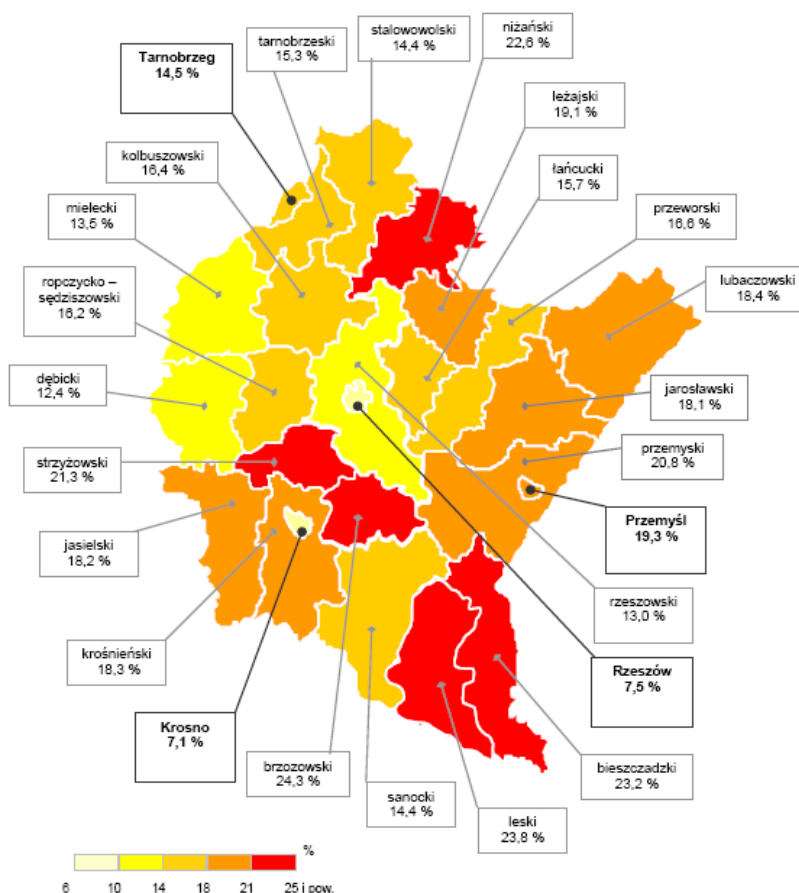 stalowowolski
14,4 %
niżański
22,6 %
tarnobrzeski
15,3 %
Tarnobrzeg
14,5 %
leżajski
19,1 %
kolbuszowski
16,4 %
łańcucki
15,7 %
mielecki
13,5 %
przeworski
16,6 %
ropczycko –
sędziszowski
16,2 %
lubaczowski
18,4 %
dębicki
12,4 %
jarosławski
18,1 %
strzyżowski
21,3 %
przemyski
20,8 %
Przemyśl
19,3 %
jasielski
18,2 %
rzeszowski
13,0 %
krośnieński
18,3 %
Rzeszów
7,5 %
Krosno
7,1 %
brzozowski
24,3 %
bieszczadzki
23,2 %
sanocki
14,4 %
leski
23,8 %
%
6 10 14 18 21 25 i pow.